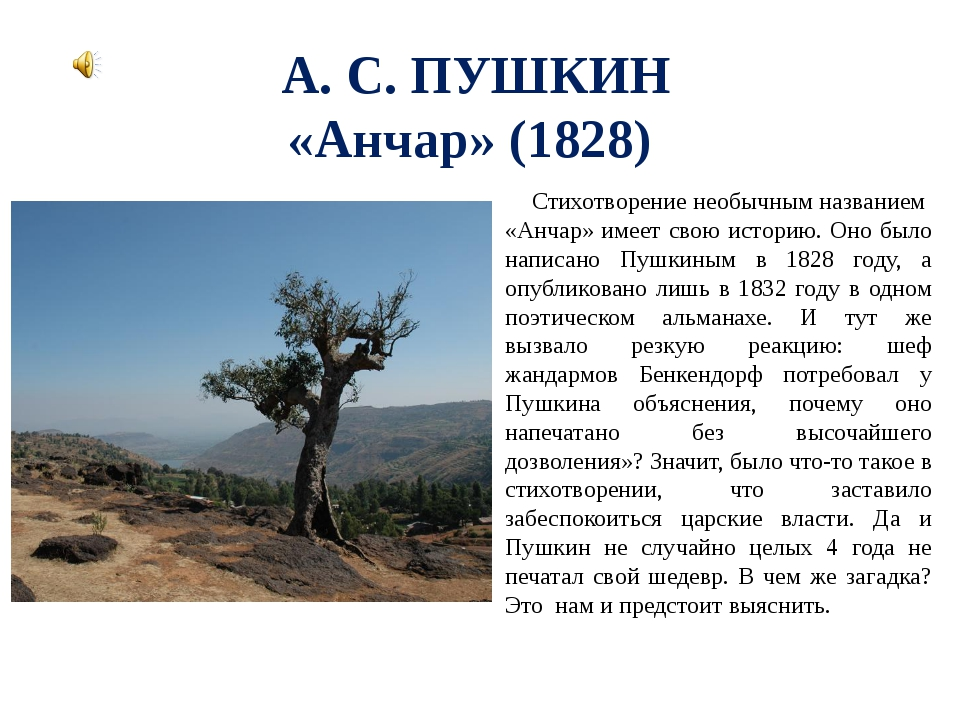 А. С. ПУШКИН
«Анчар» (1828)
Стихотворение необычным названием
«Анчар» имеет свою историю. Оно было
написано Пушкиным в 1828 году, а
опубликовано лишь в 1832 году в одном
поэтическом альманахе. И тут же
вызвало резкую реакцию: шеф
жандармов Бенкендорф потребовал у
Пушкина объяснения, почему оно
напечатано без высочайшего
дозволения»? Значит, было что-то такое в
стихотворении, что заставило
забеспокоиться царские власти. Да и
Пушкин не случайно целых 4 года не
печатал свой шедевр. В чем же загадка?
Это нам и предстоит выяснить.